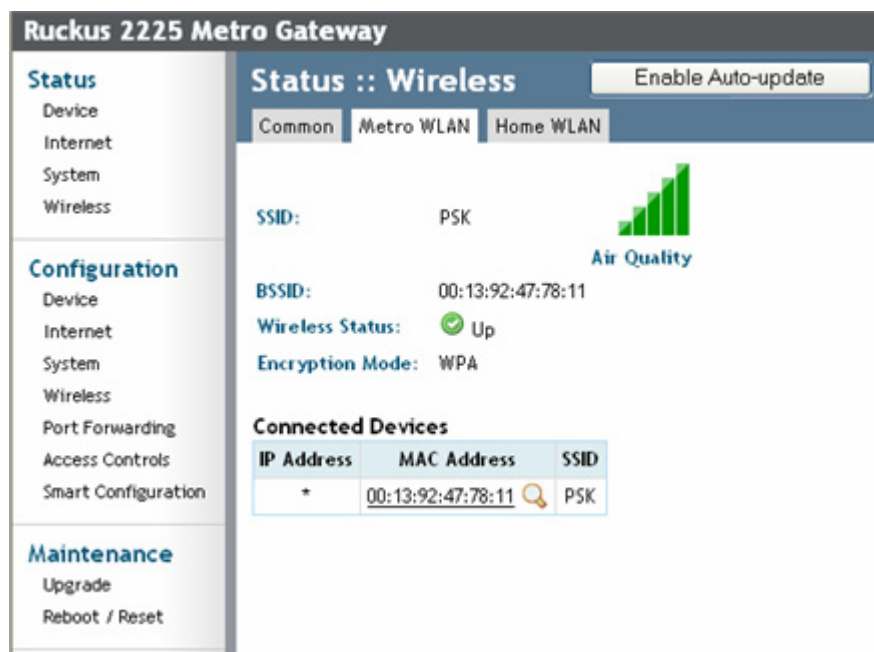 Ruckus 2225 Metro Gateway
Status
Device
Internet
System
Wireless
Configuration
Device
Internet
System
Wireless
Port Forwarding
Access Controls
Smart Configuration
Maintenance
Upgrade
Reboot / Reset
Status :: Wireless
Enable Auto-update
Common Metro WLAN Home WLAN
SSID: PSK
Air Quality
BSSID: 00:13:92:47:78:11
Wireless Status: Up
Encryption Mode: WPA
Connected Devices
IP Address MAC Address SSID
* 00:13:92:47:78:11 PSK